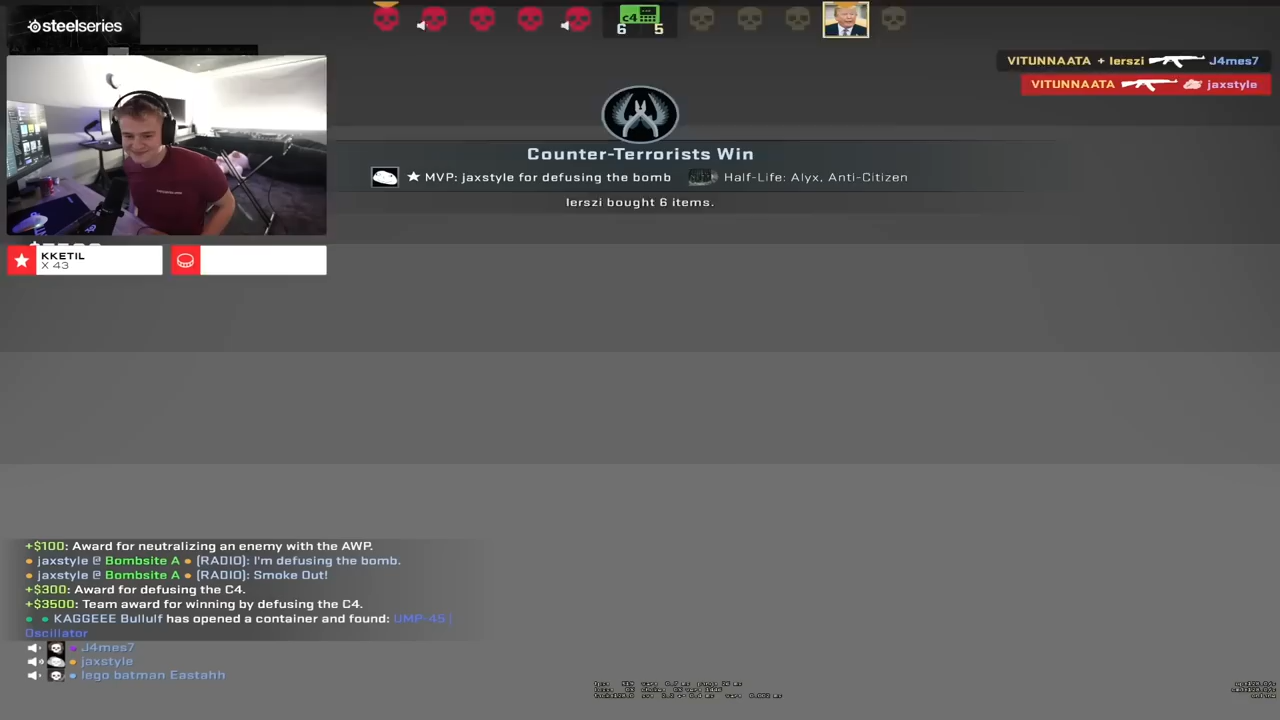 steelseries
6 5
VITUNNAATA + lerszi J4mes7
VITUNNAATA jaxstyle
Counter-Terrorists Win
★ MVP: jaxstyle for defusing the bomb Half-Life: Alyx, Anti-Citizen
lerszi bought 6 items.
KKETIL
X 43
+$100: Award for neutralizing an enemy with the AWP.
jaxstyle @ Bombsite A (RADIO): I'm defusing the bomb.
jaxstyle @ Bombsite A (RADIO): Smoke Out!
+$300: Award for defusing the C4.
+$3500: Team award for winning by defusing the C4.
KAGGEEE Bullulf has opened a container and found: UMP-45 |
Oscillator
J4mes7
jaxstyle
lego batman Eastahh